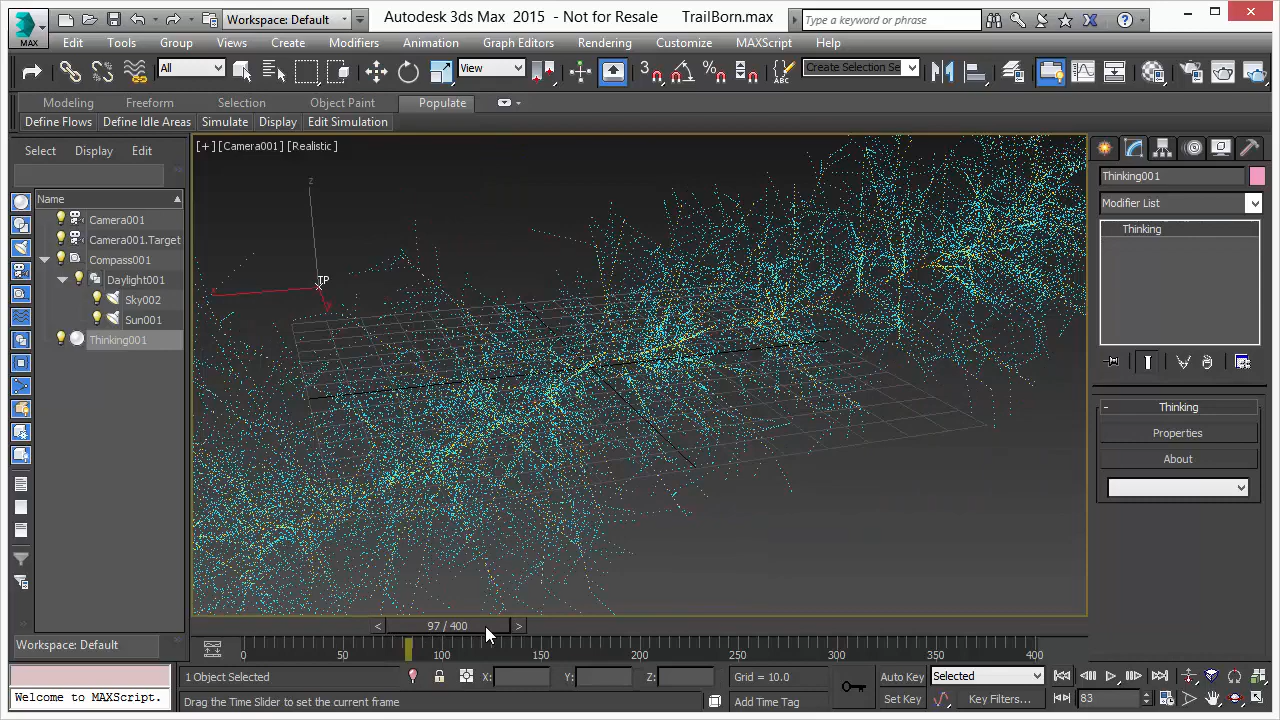 MAX
Workspace: Default
Autodesk 3ds Max 2015 - Not for Resale TrailBorn.max
Type a keyword or phrase
Edit Tools Group Views Create Modifiers Animation Graph Editors Rendering Customize MAXScript Help
All View Create Selection Se
Modeling Freeform Selection Object Paint Populate
Define Flows Define Idle Areas Simulate Display Edit Simulation
Select Display Edit
Name
Camera001
Camera001.Target
Compass001
Daylight001
Sky002
Sun001
Thinking001
[+] [Camera001] [Realistic]
z
TP
x
Thinking001
Modifier List
Thinking
- Thinking
Properties
About
< 97 / 400 >
0 50 100 150 200 250 300 350 400
Workspace: Default
1 Object Selected X: Y: Z: Grid = 10.0 Auto Key Selected
Welcome to MAXScript. Drag the Time Slider to set the current frame Add Time Tag Set Key Key Filters... 83